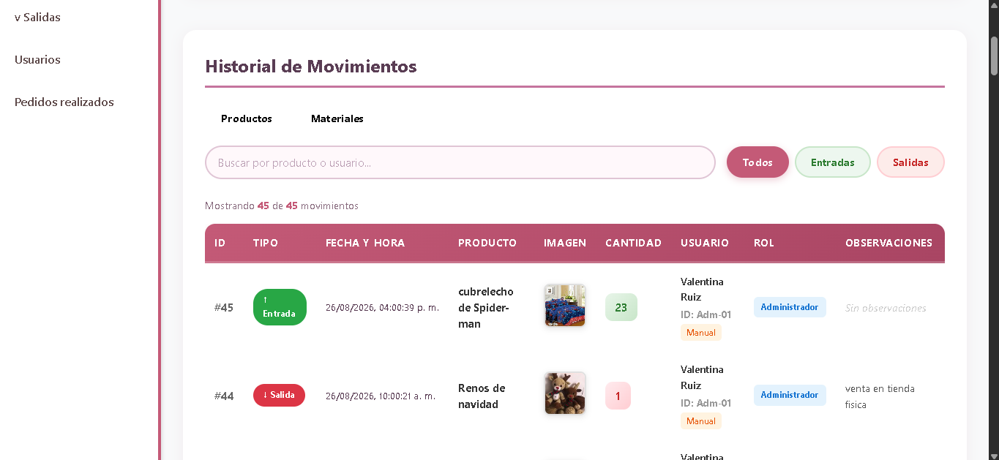 v Salidas
Usuarios
Pedidos realizados
Historial de Movimientos
Productos Materiales
Buscar por producto o usuario... Todos Entradas Salidas
Mostrando 45 de 45 movimientos
ID TIPO FECHA Y HORA PRODUCTO IMAGEN CANTIDAD USUARIO ROL OBSERVACIONES
#45
↑
Entrada
26/08/2026, 04:00:39 p. m.
cubrelecho
de Spider-
man
23
Valentina
Ruiz
ID: Adm-01
Manual
Administrador
Sin observaciones
#44
↓ Salida
26/08/2026, 10:00:21 a. m.
Renos de
navidad
1
Valentina
Ruiz
ID: Adm-01
Manual
Administrador
venta en tienda
fisica
Valentina